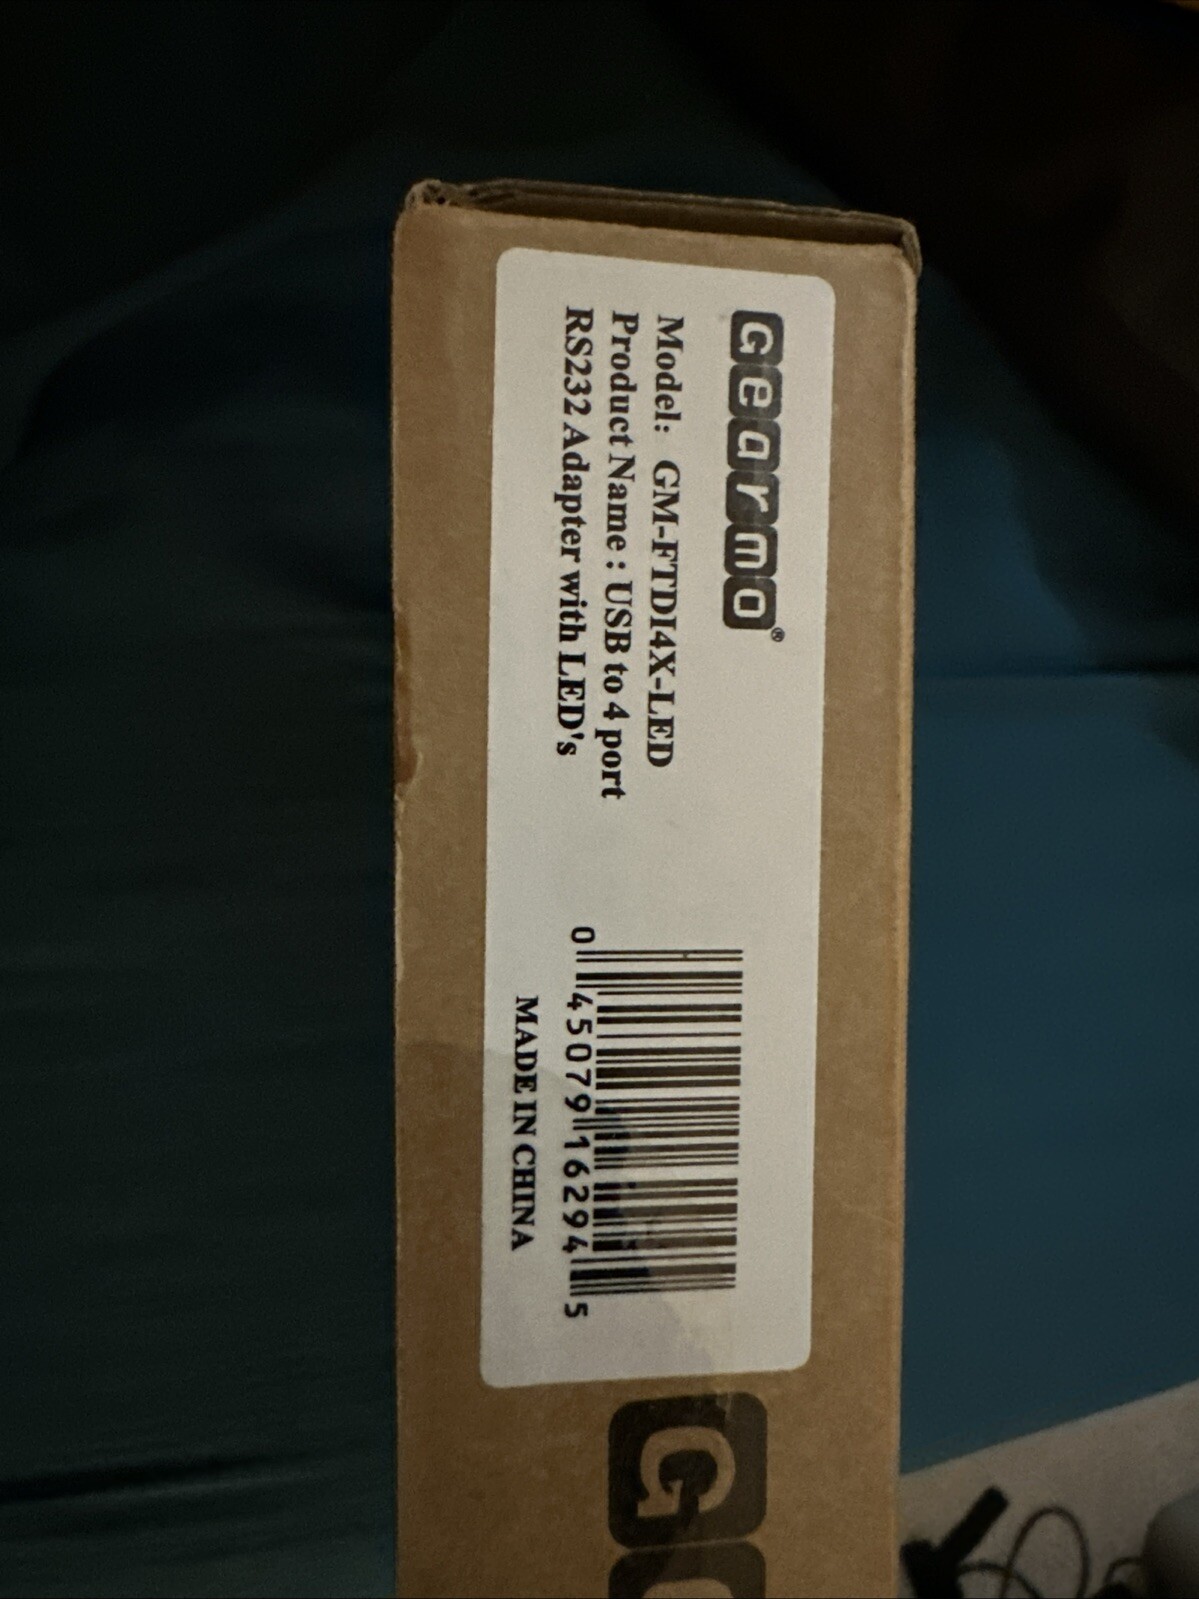 Gearmo®
Model: GM-FTDI4X-LED
Product Name : USB to 4 port
RS232 Adapter with LED's
0 45079 16294 5
MADE IN CHINA
G